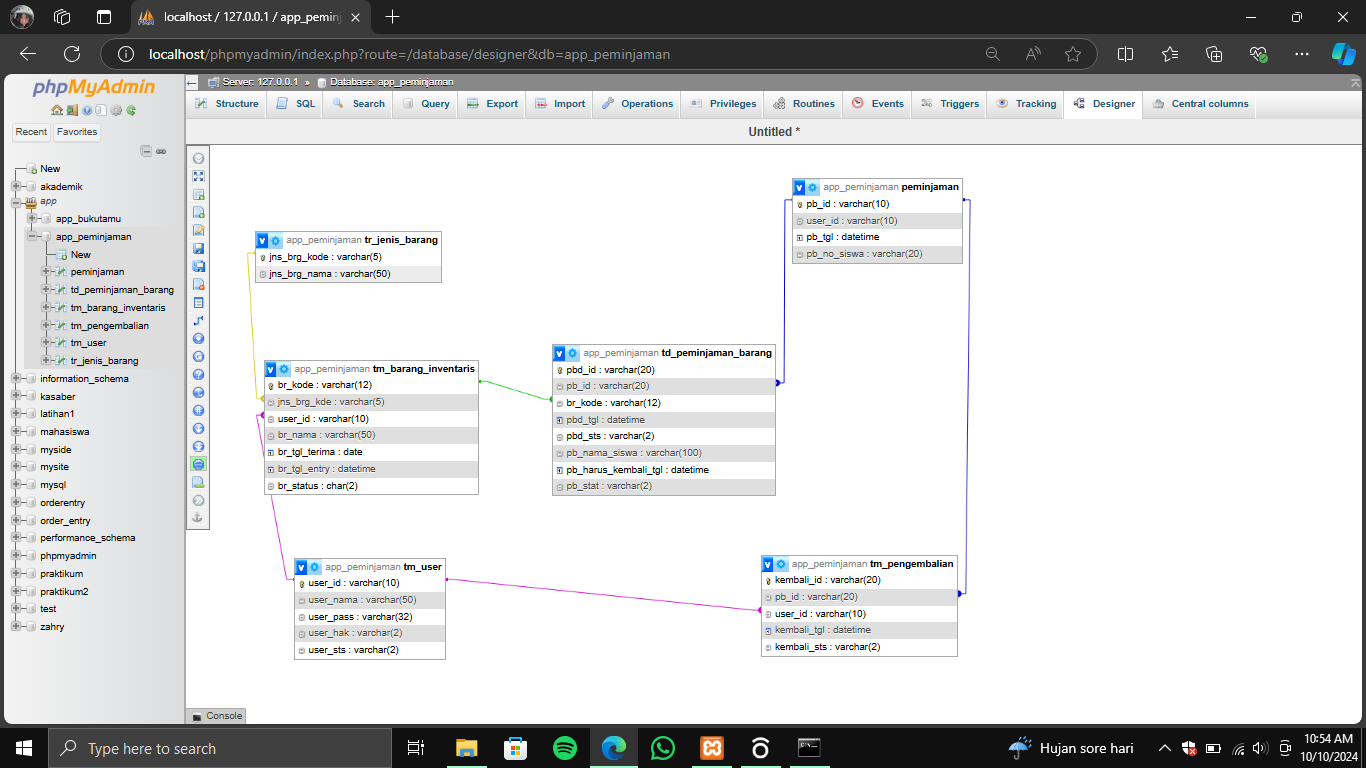 localhost / 127.0.0.1 / app_peminj
localhost/phpmyadmin/index.php?route=/database/designer&db=app_peminjaman
phpMyAdmin
Recent Favorites
New
akademik
app
app_bukutamu
app_peminjaman
New
peminjaman
td_peminjaman_barang
tm_barang_inventaris
tm_pengembalian
tm_user
tr_jenis_barang
information_schema
kasaber
latihan1
mahasiswa
myside
mysite
mysql
orderentry
order_entry
performance_schema
phpmyadmin
praktikum
praktikum2
test
zahry
Server: 127.0.0.1 » Database: app_peminjaman
Structure SQL Search Query Export Import Operations Privileges Routines Events Triggers Tracking Designer Central columns
Untitled *
app_peminjaman peminjaman
pb_id : varchar(10)
user_id : varchar(10)
pb_tgl : datetime
pb_no_siswa : varchar(20)
app_peminjaman tr_jenis_barang
jns_brg_kode : varchar(5)
jns_brg_nama : varchar(50)
app_peminjaman tm_barang_inventaris
br_kode : varchar(12)
jns_brg_kde : varchar(5)
user_id : varchar(10)
br_nama : varchar(50)
br_tgl_terima : date
br_tgl_entry : datetime
br_status : char(2)
app_peminjaman td_peminjaman_barang
pbd_id : varchar(20)
pb_id : varchar(20)
br_kode : varchar(12)
pbd_tgl : datetime
pbd_sts : varchar(2)
pb_nama_siswa : varchar(100)
pb_harus_kembali_tgl : datetime
pb_stat : varchar(2)
app_peminjaman tm_user
user_id : varchar(10)
user_nama : varchar(50)
user_pass : varchar(32)
user_hak : varchar(2)
user_sts : varchar(2)
app_peminjaman tm_pengembalian
kembali_id : varchar(20)
pb_id : varchar(20)
user_id : varchar(10)
kembali_tgl : datetime
kembali_sts : varchar(2)
Console
Type here to search
Hujan sore hari
10:54 AM
10/10/2024